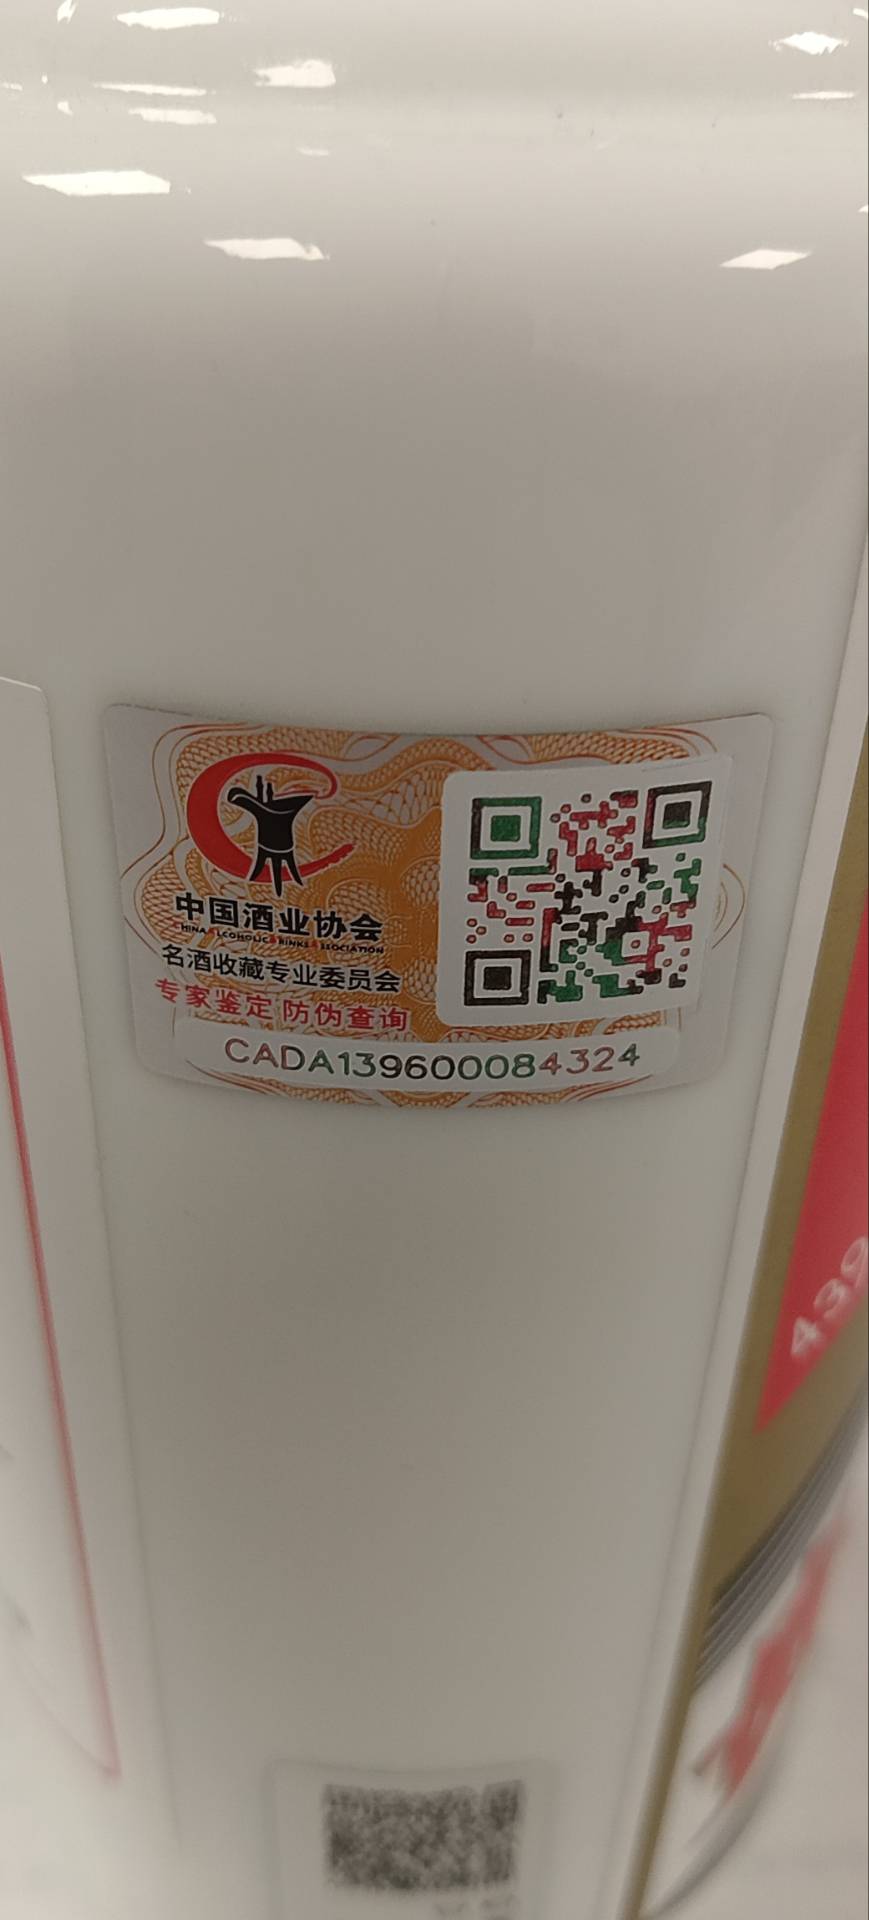 中国酒业协会
CHINA ALCOHOLIC DRINKS ASSOCIATION
名酒收藏专业委员会
专家鉴定 防伪查询
CADA139600084324
439